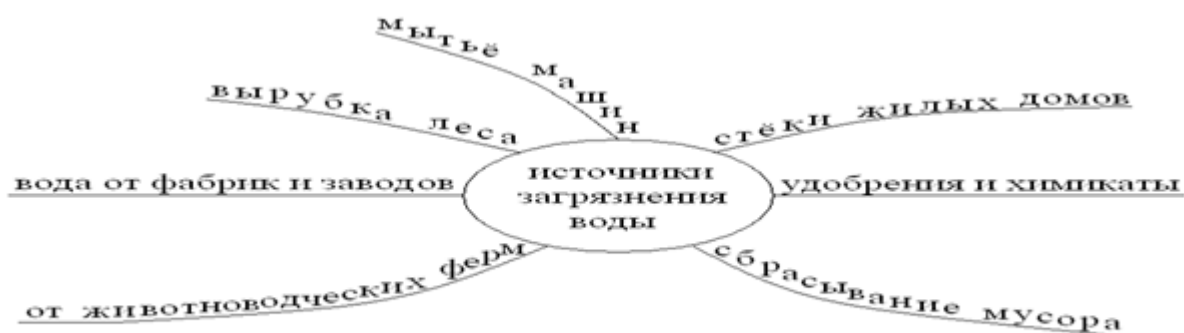 мытьё машин
вырубка леса
стёки жилых домов
вода от фабрик и заводов
источники
загрязнения
воды
удобрения и химикаты
от животноводческих ферм
сбрасывание мусора